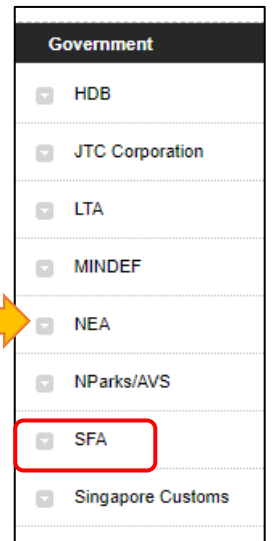 Government
HDB
JTC Corporation
LTA
MINDEF
NEA
NParks/AVS
SFA
Singapore Customs